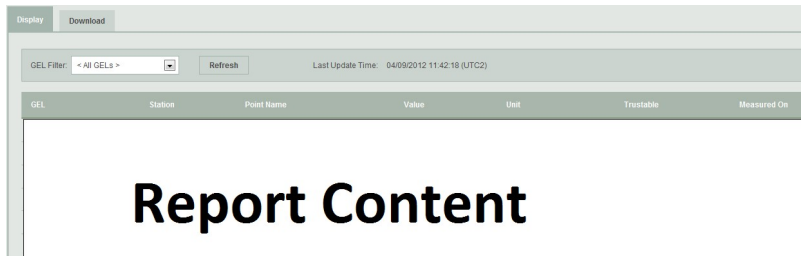 Display Download
GEL Filter: < All GELs > Refresh Last Update Time: 04/09/2012 11:42:18 (UTC2)
GEL Station Point Name Value Unit Trustable Measured On
Report Content